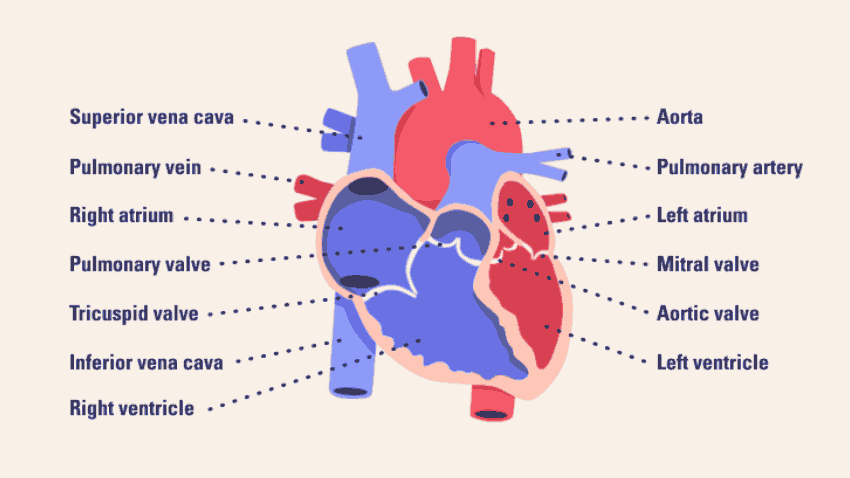 Superior vena cava
Pulmonary vein
Right atrium
Pulmonary valve
Tricuspid valve
Inferior vena cava
Right ventricle
Aorta
Pulmonary artery
Left atrium
Mitral valve
Aortic valve
Left ventricle